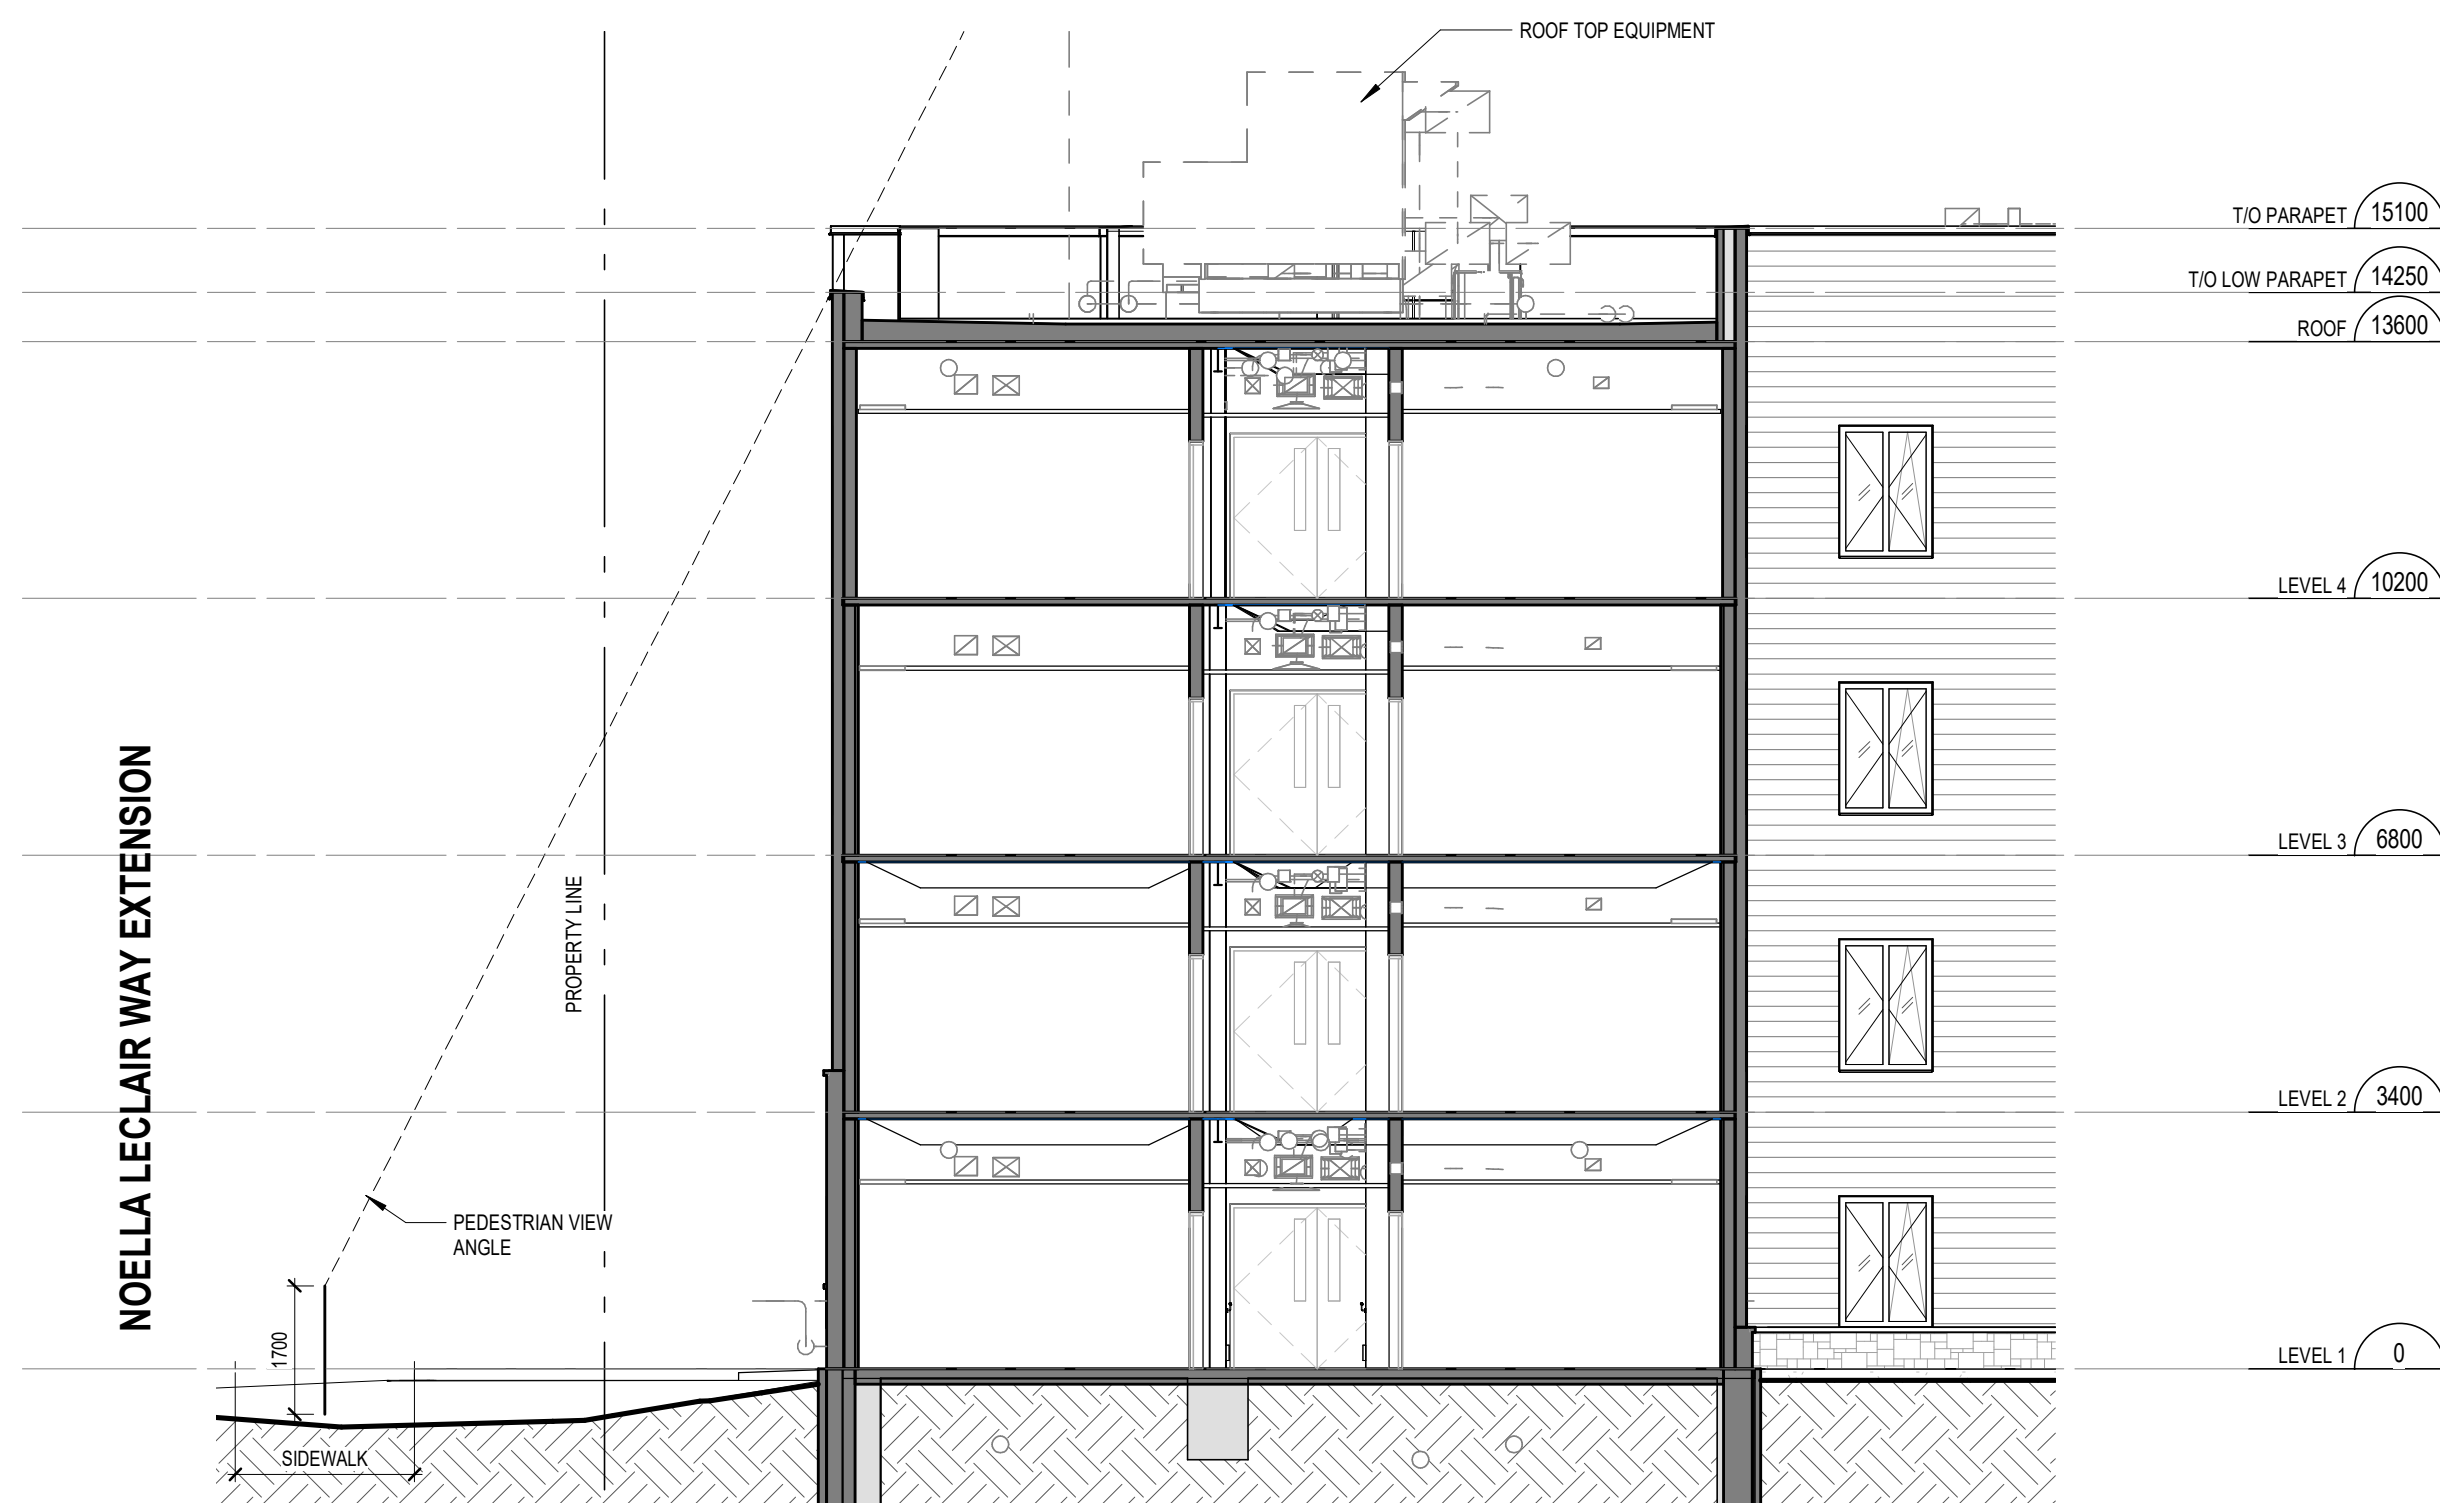 ROOF TOP EQUIPMENT
T/O PARAPET 15100
T/O LOW PARAPET 14250
ROOF 13600
LEVEL 4 10200
LEVEL 3 6800
LEVEL 2 3400
LEVEL 1 0
NOELLA LECLAIR WAY EXTENSION
PROPERTY LINE
PEDESTRIAN VIEW
ANGLE
1700
SIDEWALK